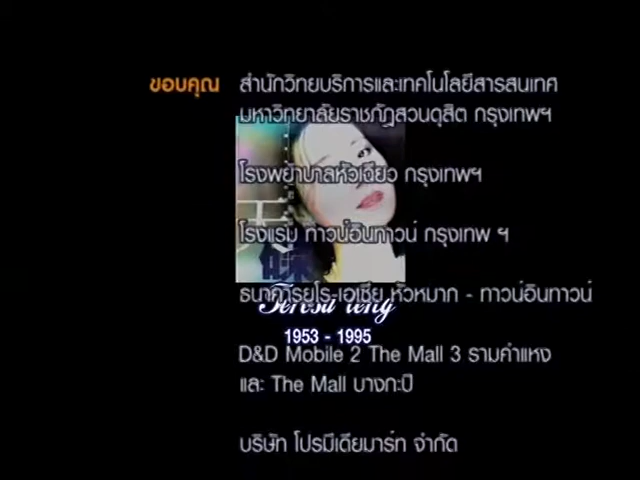 ขอบคุณ สำนักวิทยบริการและเทคโนโลยีสารสนเทศ
มหาวิทยาลัยราชภัฏสวนดุสิต กรุงเทพฯ
โรงพยาบาลหัวเฉียว กรุงเทพฯ
โรงแรม ทาวน์อินทาวน์ กรุงเทพ ฯ
ธนาคารยูโร-เอเชีย หัวหมาก - ทาวน์อินทาวน์
Teresa teng
1953 - 1995
D&D Mobile 2 The Mall 3 รามคำแหง
และ The Mall บางกะปิ
บริษัท โปรมีเดียมาร์ท จำกัด